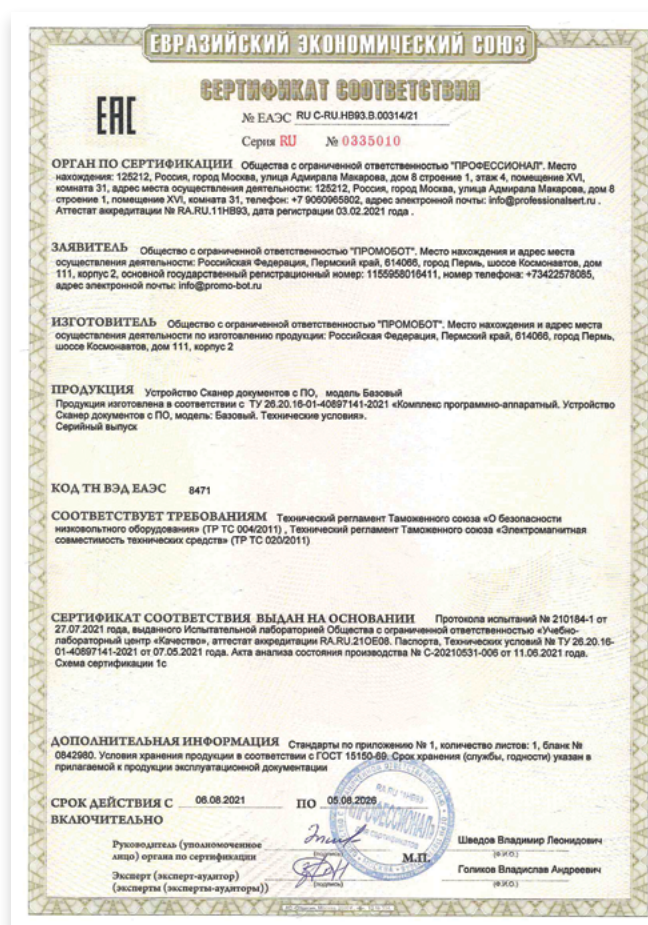 ЕВРАЗИЙСКИЙ ЭКОНОМИЧЕСКИЙ СОЮЗ
СЕРТИФИКАТ СООТВЕТСТВИЯ
EAC
№ ЕАЭС RU С-RU.НВ93.В.00314/21
Серия RU № 0335010
ОРГАН ПО СЕРТИФИКАЦИИ Общества с ограниченной ответственностью "ПРОФЕССИОНАЛ". Место
нахождения: 125212, Россия, город Москва, улица Адмирала Макарова, дом 8 строение 1, этаж 4, помещение XVI,
комната 31, адрес места осуществления деятельности: 125212, Россия, город Москва, улица Адмирала Макарова, дом 8
строение 1, помещение XVI, комната 31, телефон: +7 9060965802, адрес электронной почты: info@professionalsert.ru .
Аттестат аккредитации № RA.RU.11НВ93, дата регистрации 03.02.2021 года .
ЗАЯВИТЕЛЬ Общество с ограниченной ответственностью "ПРОМОБОТ". Место нахождения и адрес места
осуществления деятельности: Российская Федерация, Пермский край, 614066, город Пермь, шоссе Космонавтов, дом
111, корпус 2, основной государственный регистрационный номер: 1155958016411, номер телефона: +73422578085,
адрес электронной почты: info@promo-bot.ru
ИЗГОТОВИТЕЛЬ Общество с ограниченной ответственностью "ПРОМОБОТ". Место нахождения и адрес места
осуществления деятельности по изготовлению продукции: Российская Федерация, Пермский край, 614066, город Пермь,
шоссе Космонавтов, дом 111, корпус 2
ПРОДУКЦИЯ Устройство Сканер документов с ПО, модель Базовый
Продукция изготовлена в соответствии с ТУ 26.20.16-01-40897141-2021 «Комплекс программно-аппаратный. Устройство
Сканер документов с ПО, модель: Базовый. Технические условия».
Серийный выпуск
КОД ТН ВЭД ЕАЭС 8471
СООТВЕТСТВУЕТ ТРЕБОВАНИЯМ Технический регламент Таможенного союза «О безопасности
низковольтного оборудования» (ТР ТС 004/2011) , Технический регламент Таможенного союза «Электромагнитная
совместимость технических средств» (ТР ТС 020/2011)
СЕРТИФИКАТ СООТВЕТСТВИЯ ВЫДАН НА ОСНОВАНИИ Протокола испытаний № 210184-1 от
27.07.2021 года, выданного Испытательной лабораторией Общества с ограниченной ответственностью «Учебно-
лабораторный центр «Качество», аттестат аккредитации RA.RU.21ОЕ08. Паспорта, Технических условий № ТУ 26.20.16-
01-40897141-2021 от 07.05.2021 года. Акта анализа состояния производства № С-20210531-006 от 11.06.2021 года.
Схема сертификации 1с
ДОПОЛНИТЕЛЬНАЯ ИНФОРМАЦИЯ Стандарты по приложению № 1, количество листов: 1, бланк №
0842980. Условия хранения продукции в соответствии с ГОСТ 15150-69. Срок хранения (службы, годности) указан в
прилагаемой к продукции эксплуатационной документации
СРОК ДЕЙСТВИЯ С 06.08.2021 ПО 05.08.2026
ВКЛЮЧИТЕЛЬНО
Руководитель (уполномоченное
лицо) органа по сертификации (подпись) М.П. Шведов Владимир Леонидович (Ф.И.О.)
Эксперт (эксперт-аудитор)
(эксперты (эксперты-аудиторы)) (подпись) Голиков Владислав Андреевич (Ф.И.О.)
RA.RU.11НВ93
«ПРОФЕССИОНАЛ»